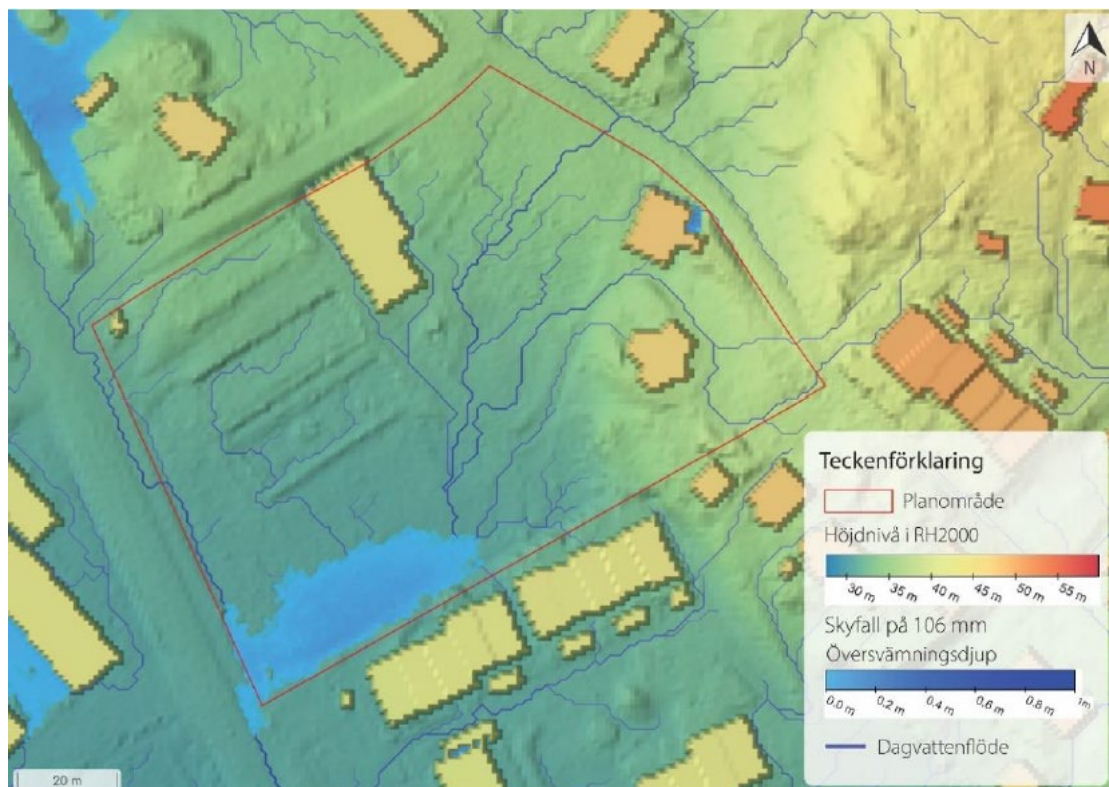 N
Teckenförklaring
Planområde
Höjdnivå i RH2000
30 m 35 m 40 m 45 m 50 m 55 m
Skyfall på 106 mm
Översvämningsdjup
0.0 m 0.2 m 0.4 m 0.6 m 0.8 m 1m
Dagvattenflöde
20 m